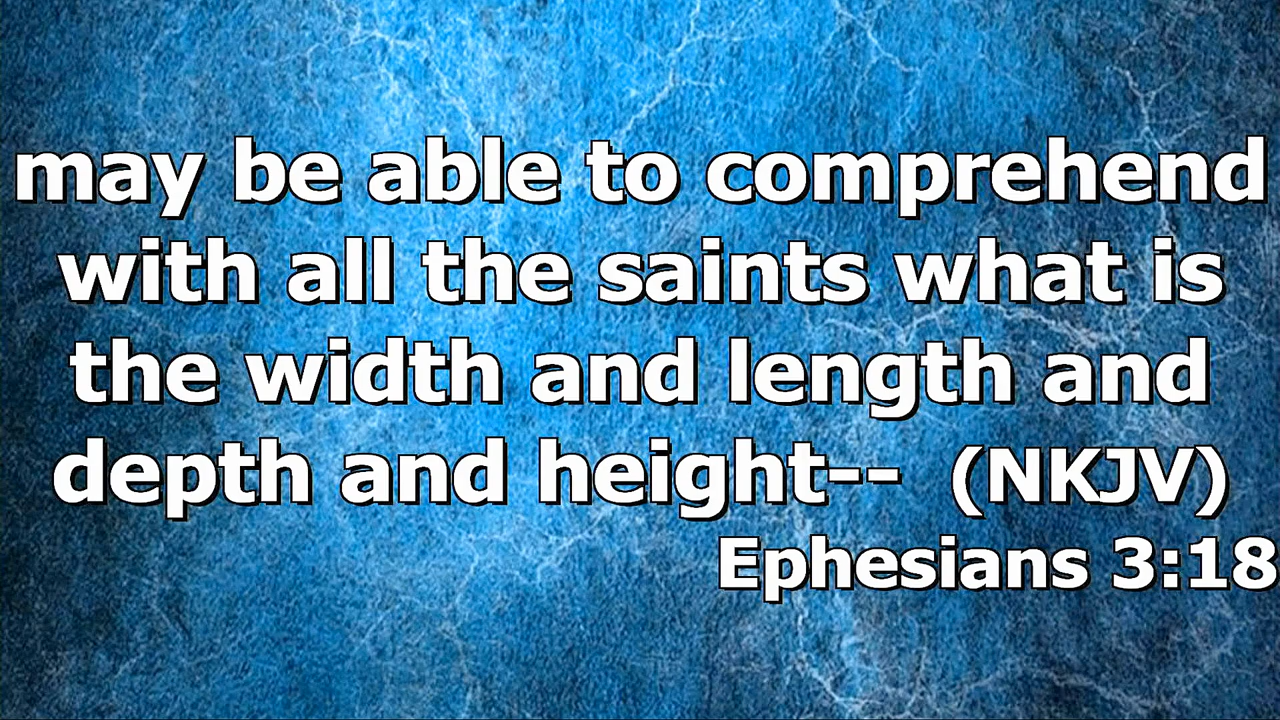 may be able to comprehend
with all the saints what is
the width and length and
depth and height-- (NKJV)
Ephesians 3:18